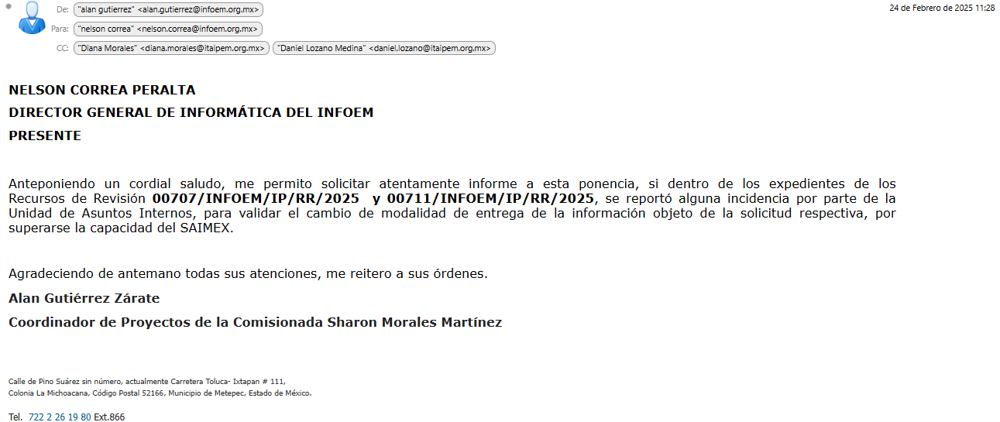 De: "alan gutierrez" <alan.gutierrez@infoem.org.mx>
24 de Febrero de 2025 11:28
Para: "nelson correa" <nelson.correa@infoem.org.mx>
CC: "Diana Morales" <diana.morales@itaipem.org.mx> "Daniel Lozano Medina" <daniel.lozano@itaipem.org.mx>
NELSON CORREA PERALTA
DIRECTOR GENERAL DE INFORMÁTICA DEL INFOEM
PRESENTE
Anteponiendo un cordial saludo, me permito solicitar atentamente informe a esta ponencia, si dentro de los expedientes de los
Recursos de Revisión 00707/INFOEM/IP/RR/2025 y 00711/INFOEM/IP/RR/2025, se reportó alguna incidencia por parte de la
Unidad de Asuntos Internos, para validar el cambio de modalidad de entrega de la información objeto de la solicitud respectiva, por
superarse la capacidad del SAIMEX.
Agradeciendo de antemano todas sus atenciones, me reitero a sus órdenes.
Alan Gutiérrez Zárate
Coordinador de Proyectos de la Comisionada Sharon Morales Martínez
Calle de Pino Suárez sin número, actualmente Carretera Toluca- Ixtapan # 111,
Colonia La Michoacana, Código Postal 52166, Municipio de Metepec, Estado de México.
Tel. 722 2 26 19 80 Ext.866